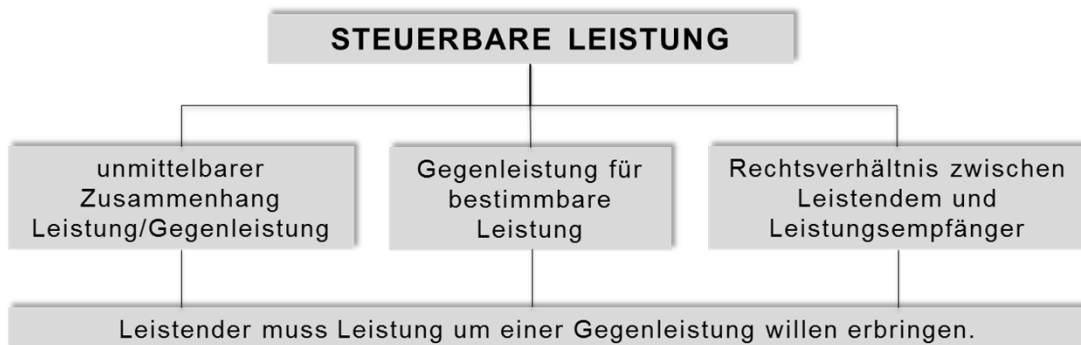 STEUERBARE LEISTUNG
unmittelbarer
Zusammenhang
Leistung/Gegenleistung
Gegenleistung für
bestimmbare
Leistung
Rechtsverhältnis zwischen
Leistendem und
Leistungsempfänger
Leistender muss Leistung um einer Gegenleistung willen erbringen.